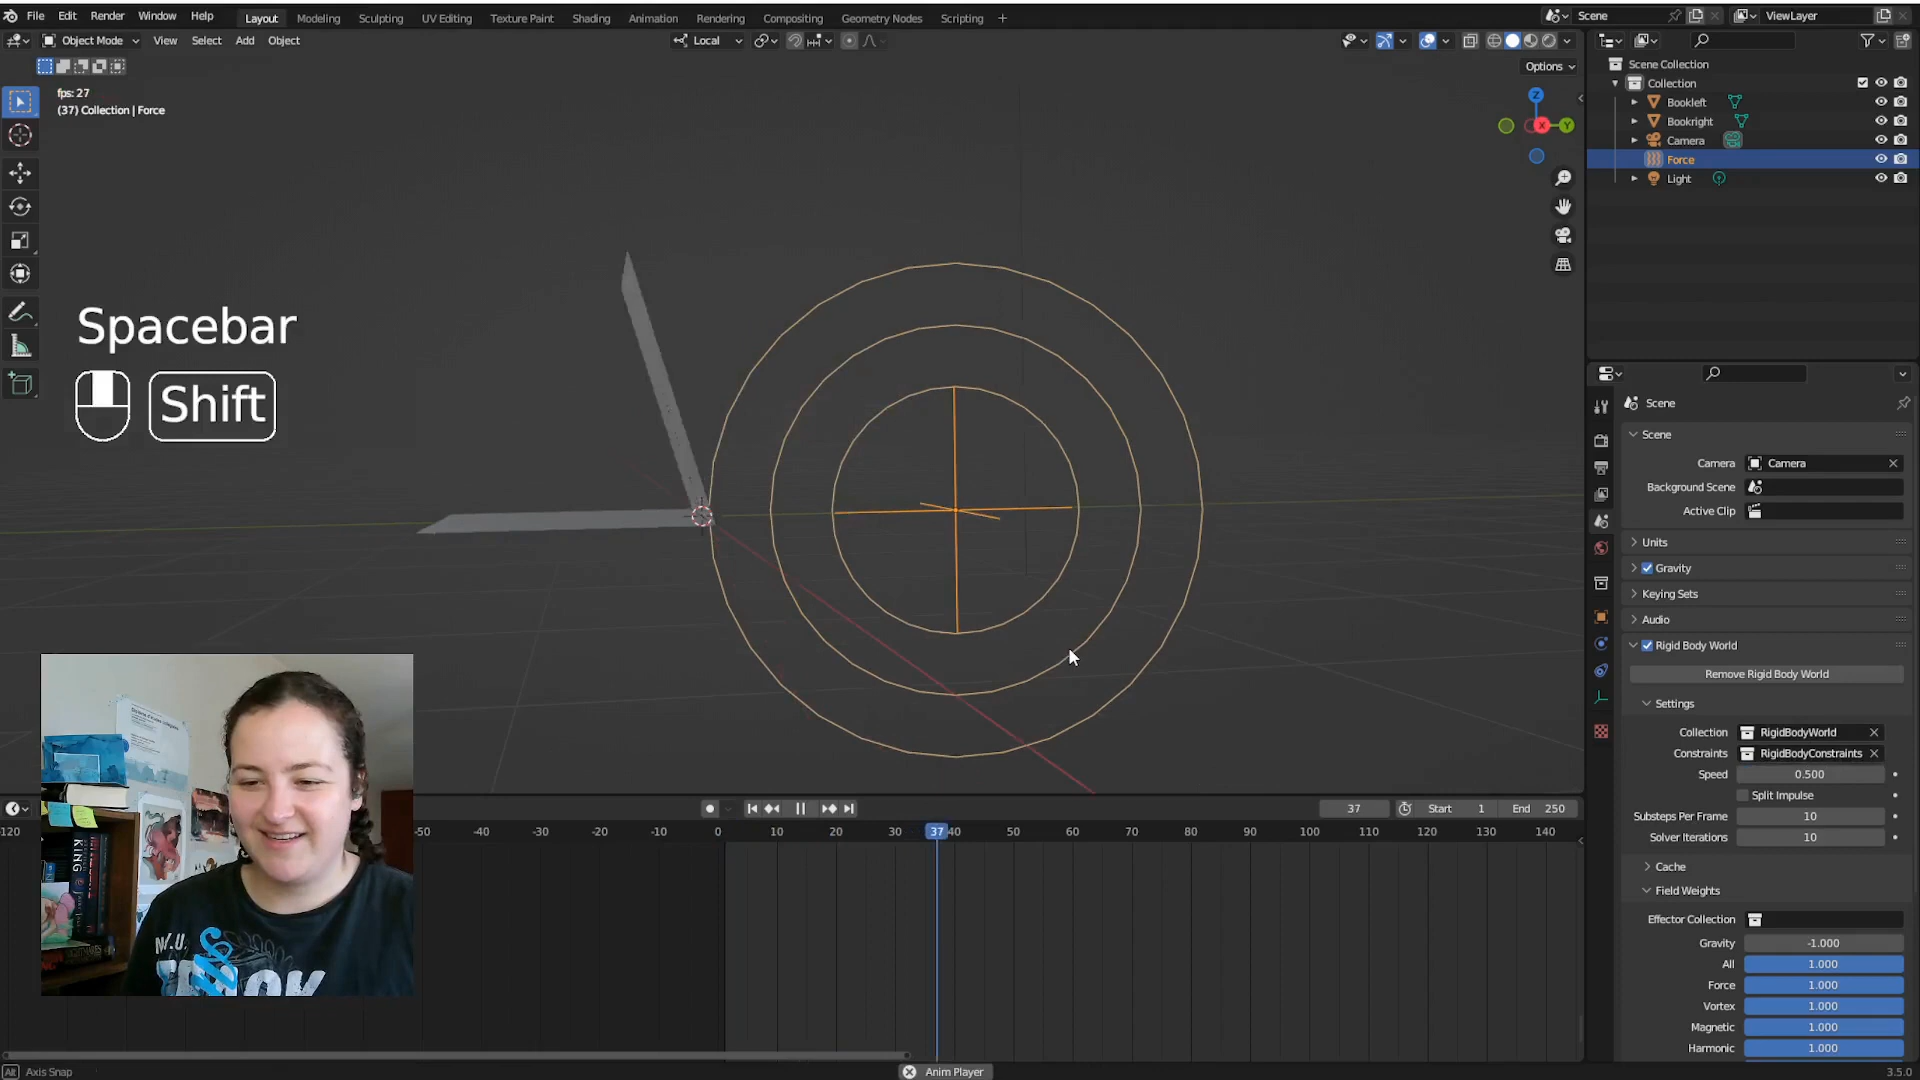 File Edit Render Window Help Layout Modeling Sculpting UV Editing Texture Paint Shading Animation Rendering Compositing Geometry Nodes Scripting + Scene ViewLayer
Object Mode View Select Add Object Local
Options
fps: 27
(37) Collection | Force
Z
X
Y
Spacebar
Shift
Scene Collection
Collection
Bookleft
Bookright
Camera
Force
Light
Scene
Scene
Camera Camera
Background Scene
Active Clip
Units
Gravity
Keying Sets
Audio
Rigid Body World
Remove Rigid Body World
Settings
Collection RigidBodyWorld
Constraints RigidBodyConstraints
Speed 0.500
Split Impulse
Substeps Per Frame 10
Solver Iterations 10
Cache
Field Weights
Effector Collection
Gravity -1.000
All 1.000
Force 1.000
Vortex 1.000
Magnetic 1.000
Harmonic 1.000
37 Start 1 End 250
-120 -50 -40 -30 -20 -10 0 10 20 30 37 40 50 60 70 80 90 100 110 120 130 140
KING
Alt Axis Snap
Anim Player
3.5.0